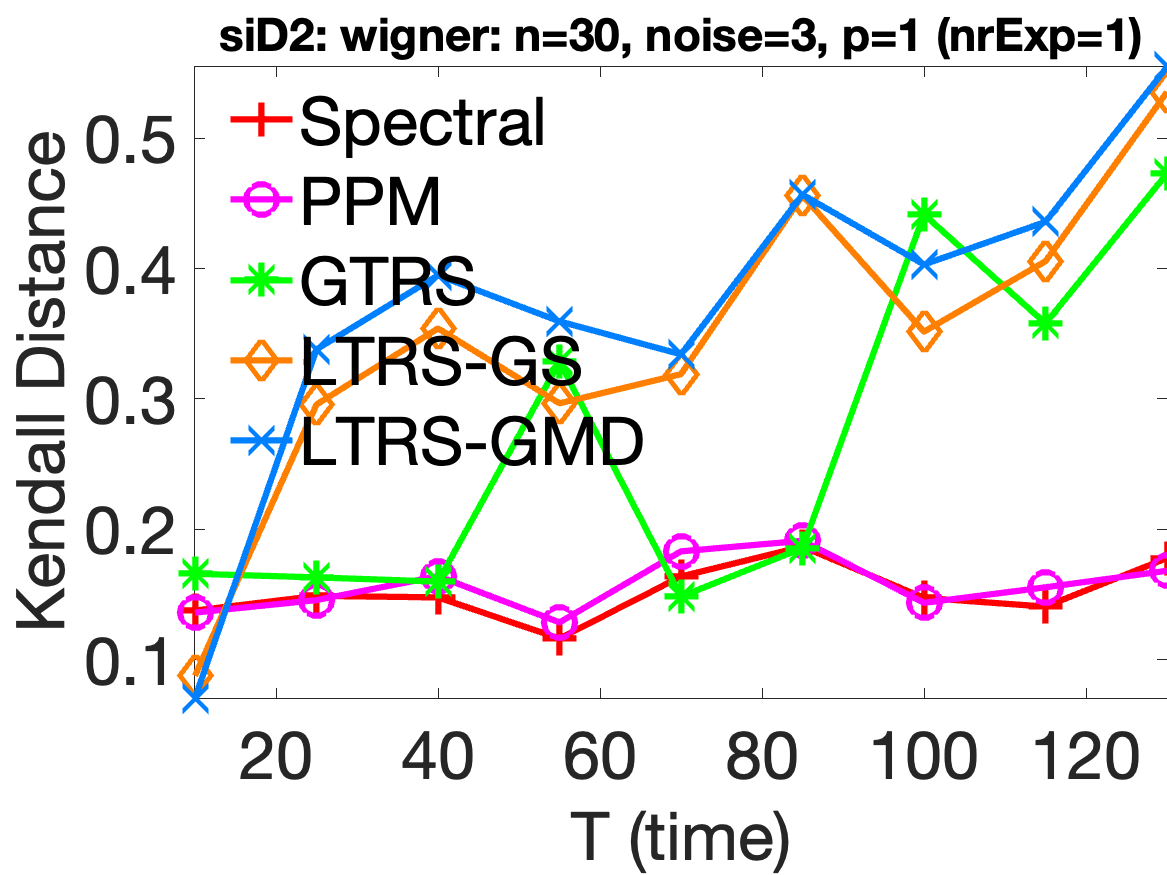 siD2: wigner: n=30, noise=3, p=1 (nrExp=1)
Kendall Distance
0.5
0.4
0.3
0.2
0.1
Spectral
PPM
GTRS
LTRS-GS
LTRS-GMD
20 40 60 80 100 120
T (time)